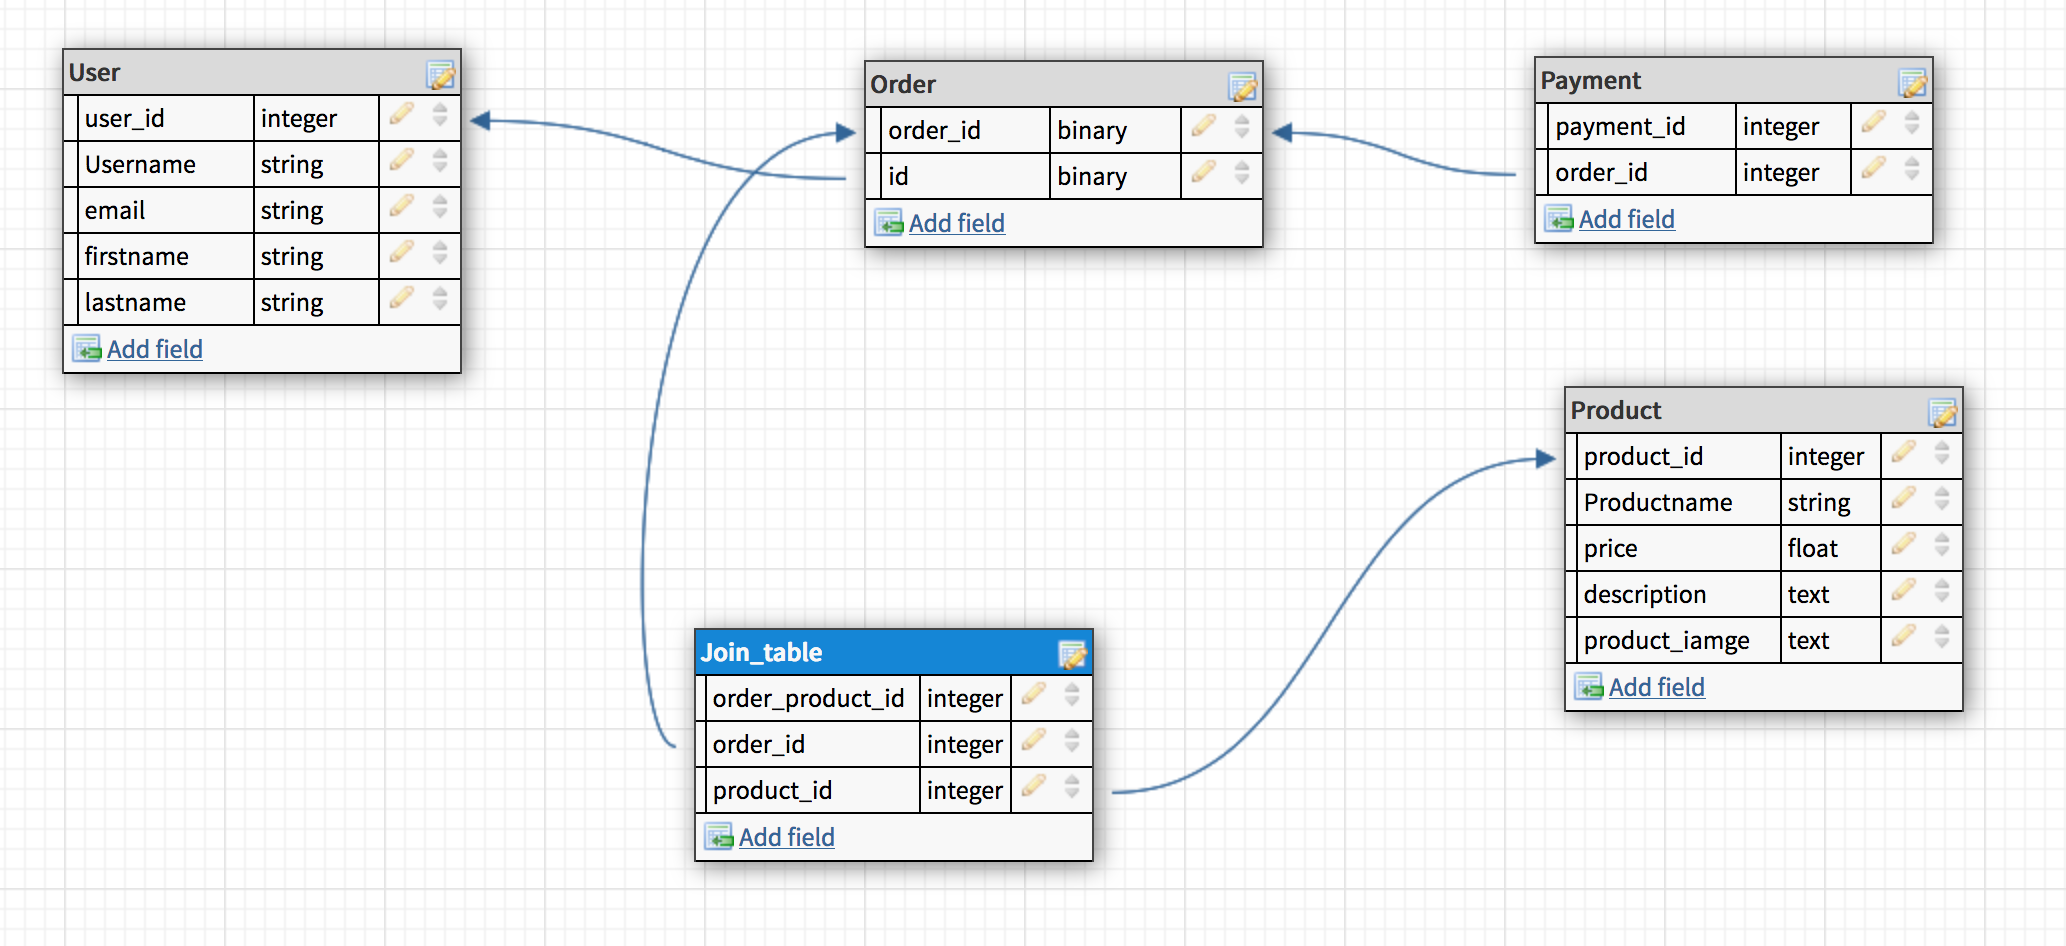 User
user_id integer
Username string
email string
firstname string
lastname string
Add field
Order
order_id binary
id binary
Add field
Payment
payment_id integer
order_id integer
Add field
Product
product_id integer
Productname string
price float
description text
product_iamge text
Add field
Join_table
order_product_id integer
order_id integer
product_id integer
Add field